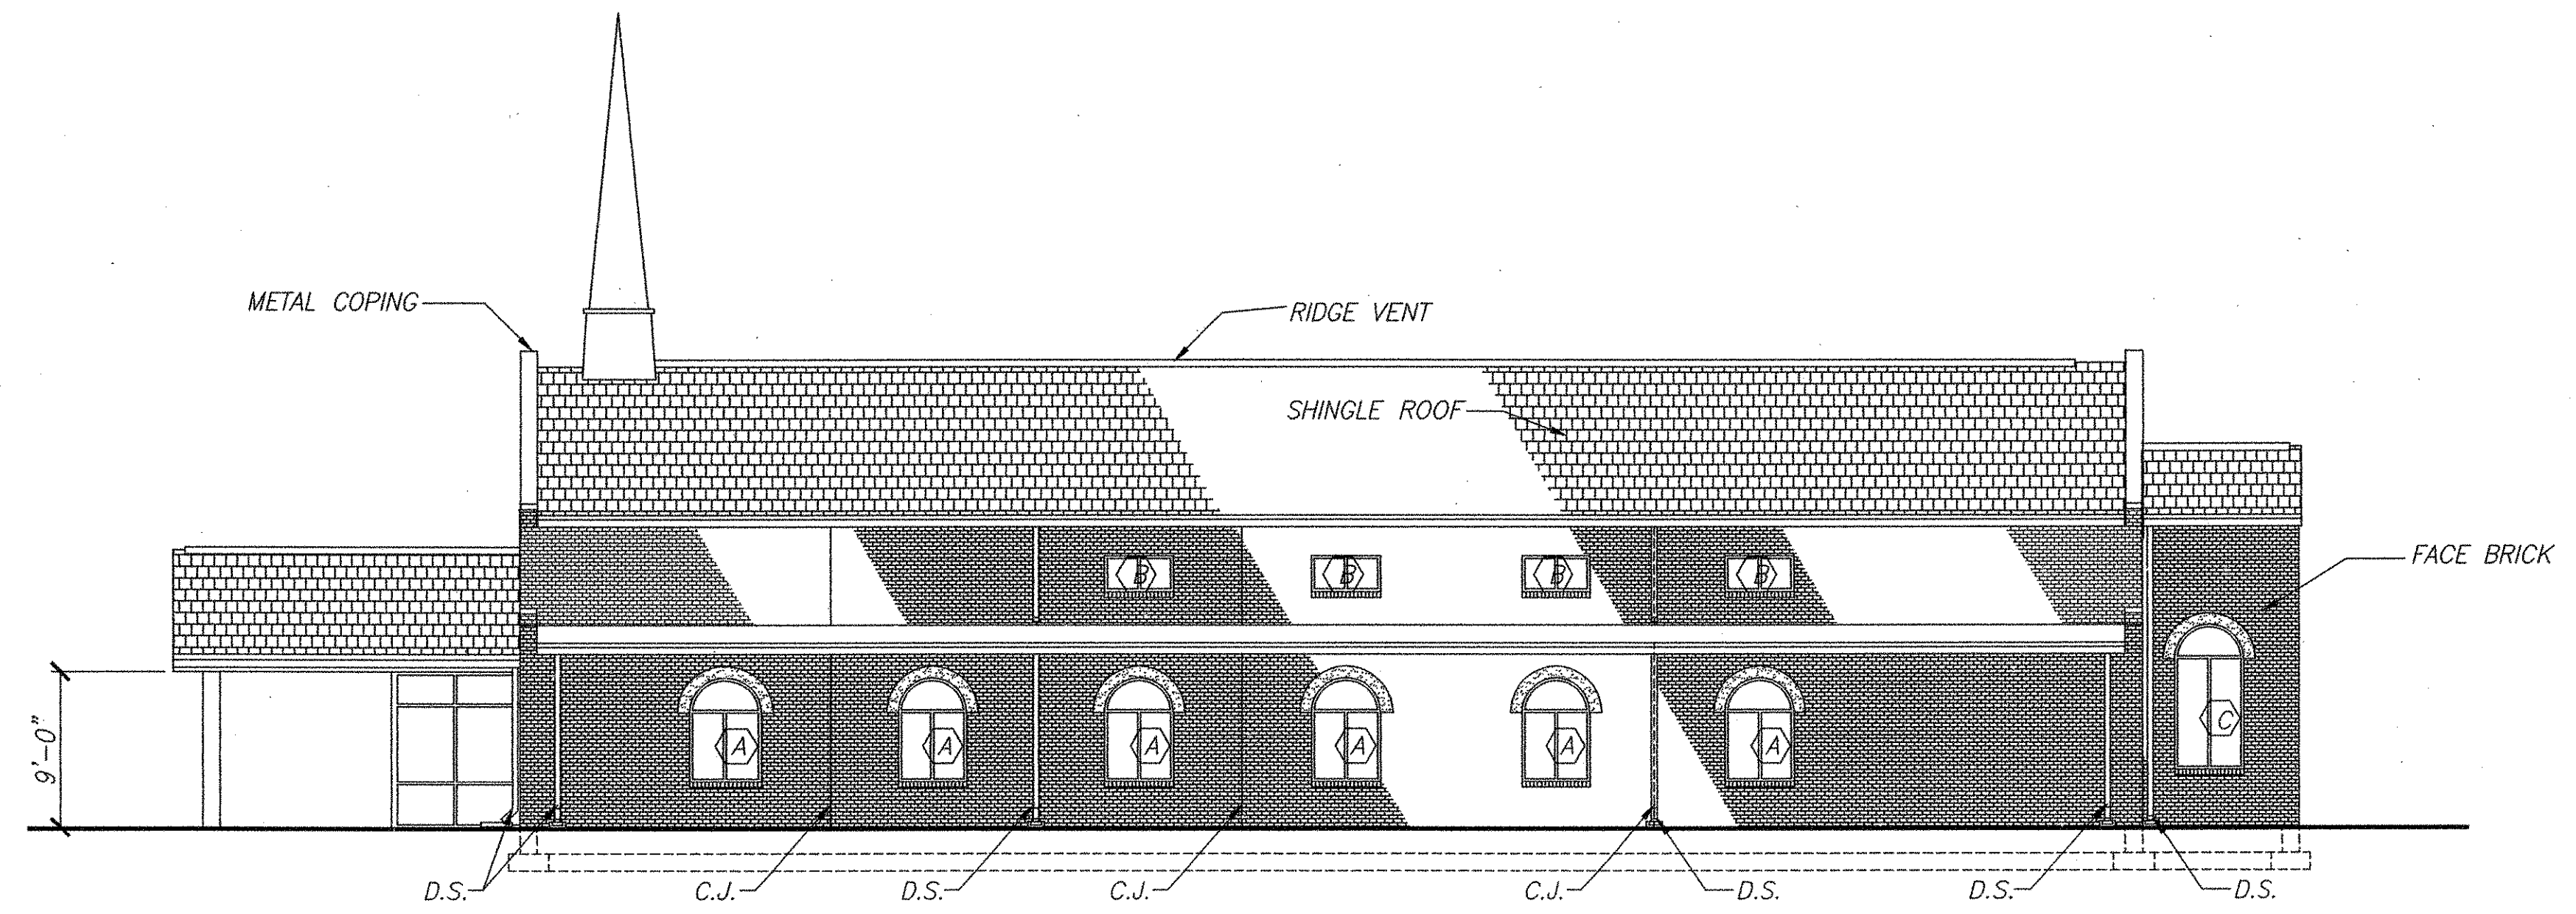 METAL COPING
RIDGE VENT
SHINGLE ROOF
FACE BRICK
B
B
B
B
9'-0"
A
A
A
A
A
A
C
D.S.
C.J.
D.S.
C.J.
C.J.
D.S.
D.S.
D.S.